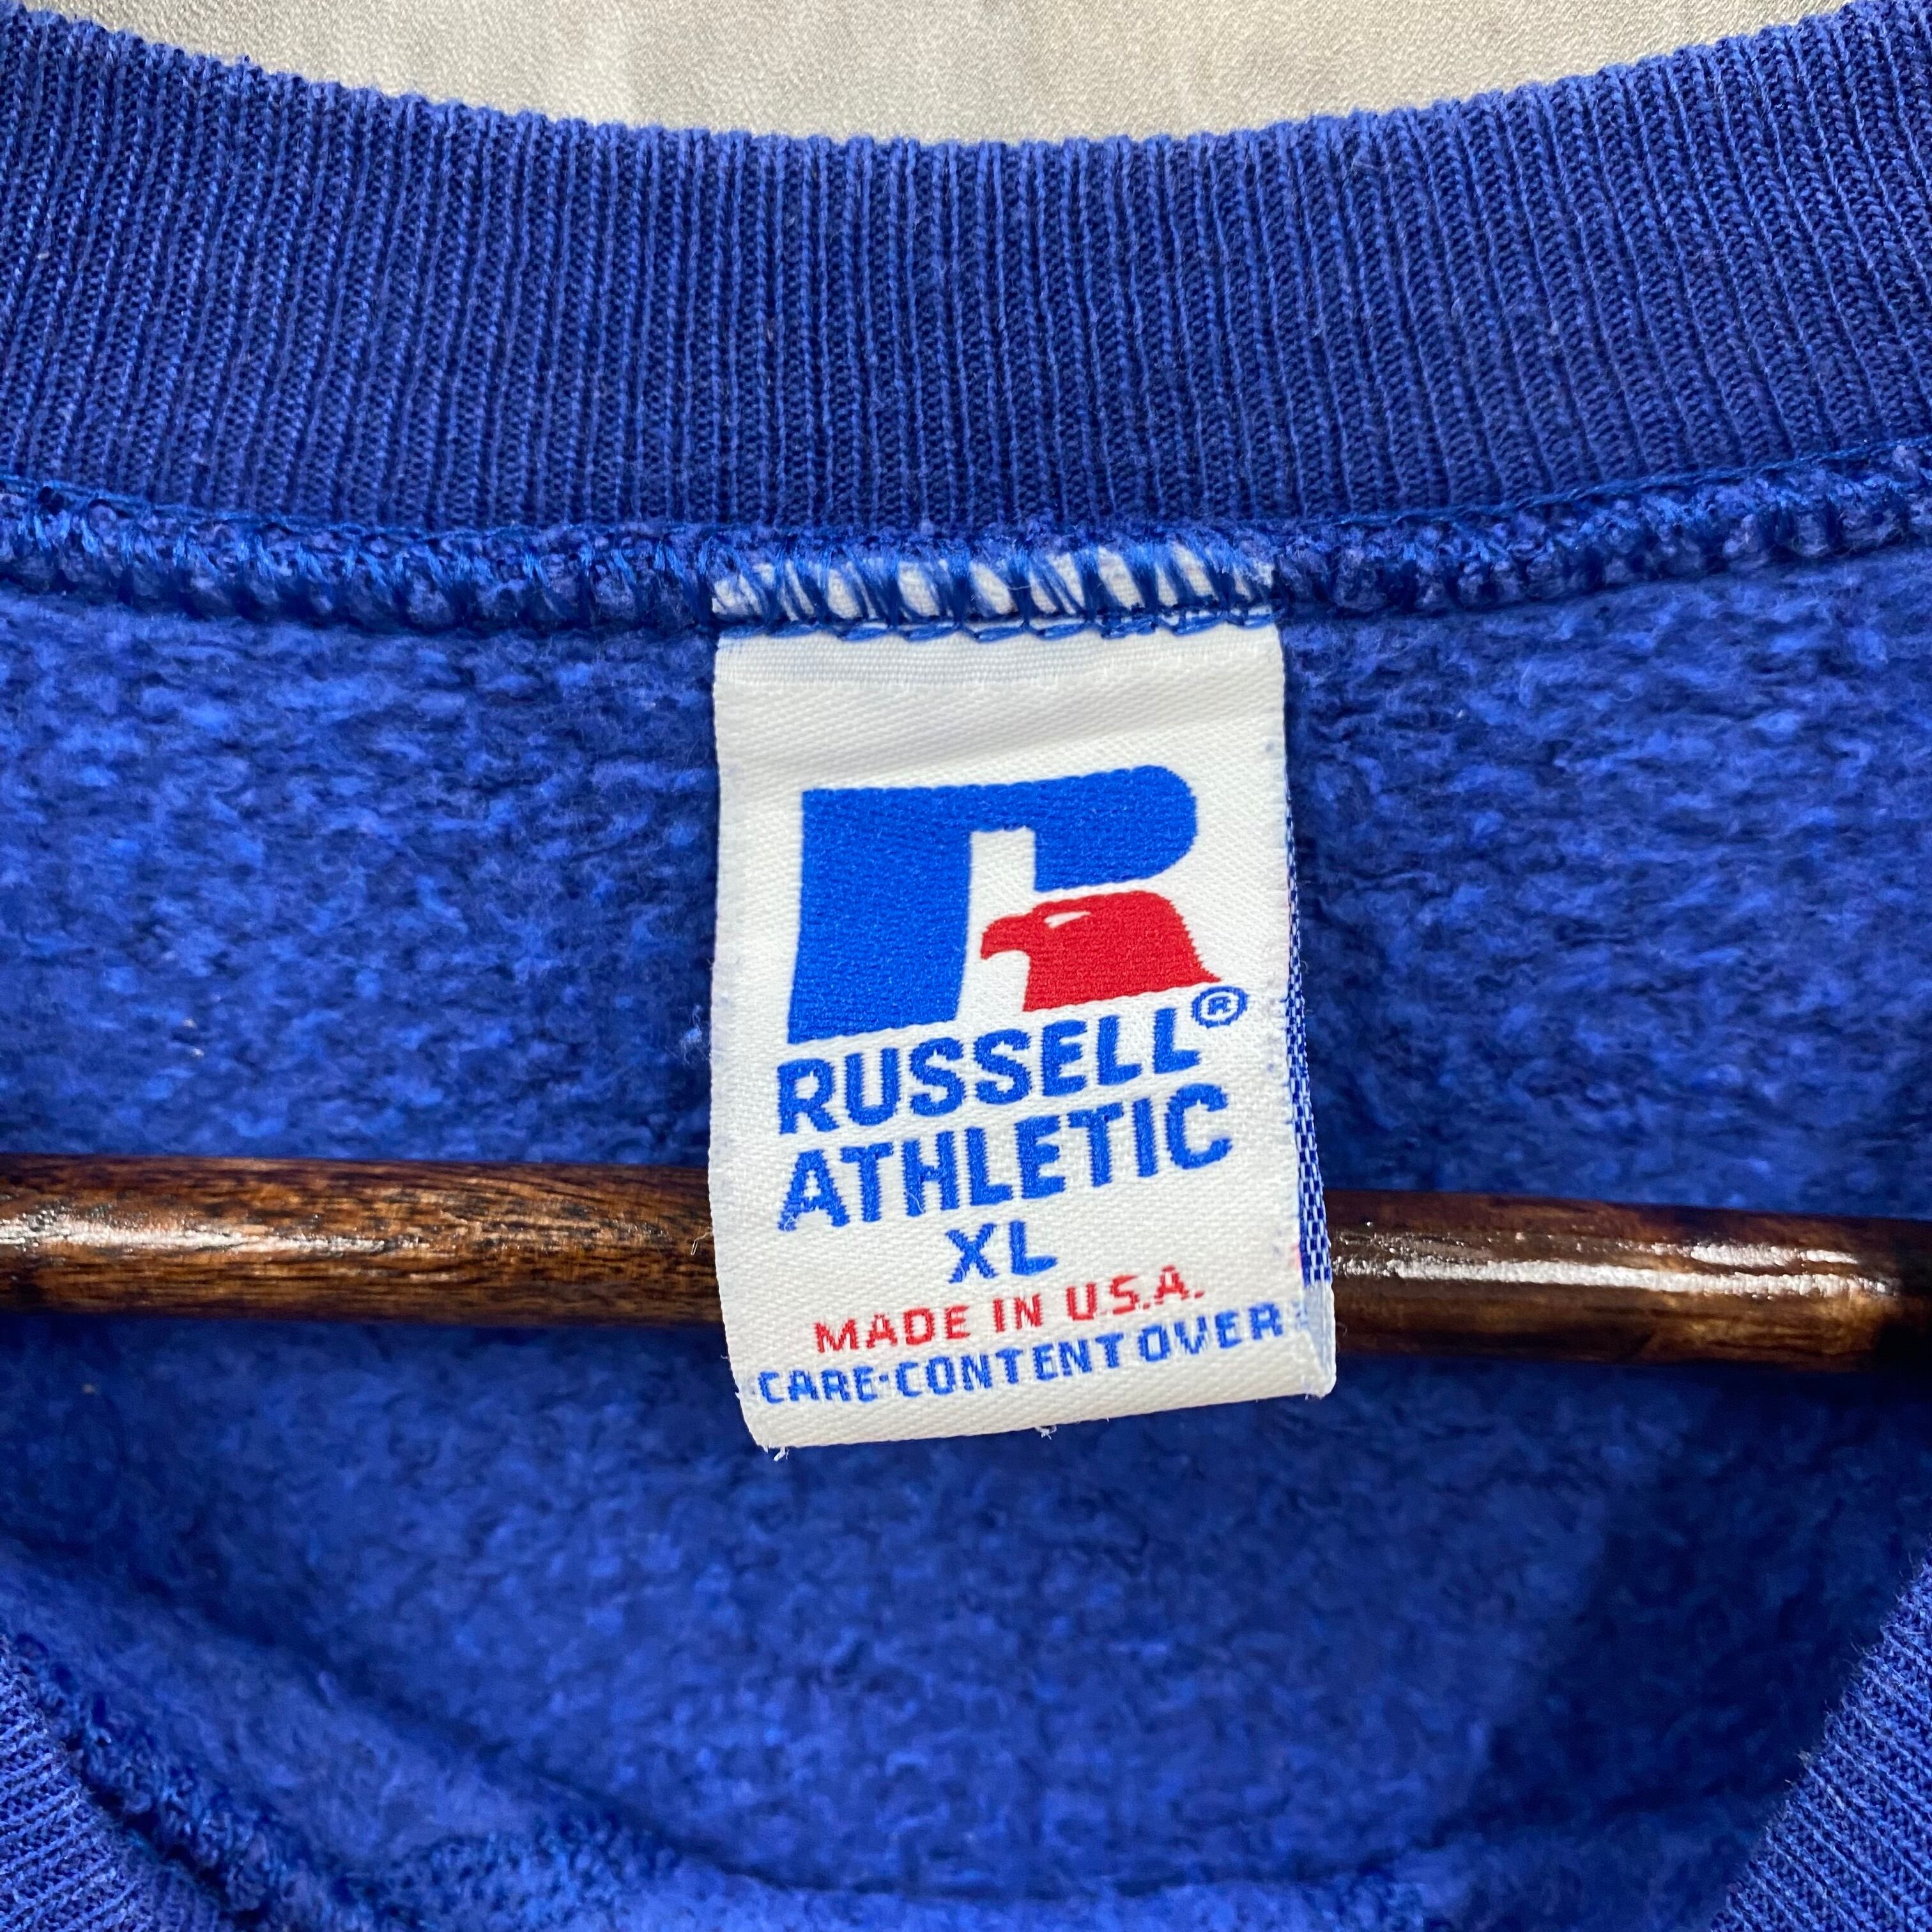 RUSSELL®
ATHLETIC
XL
MADE IN U.S.A.
CARE-CONTENT OVER